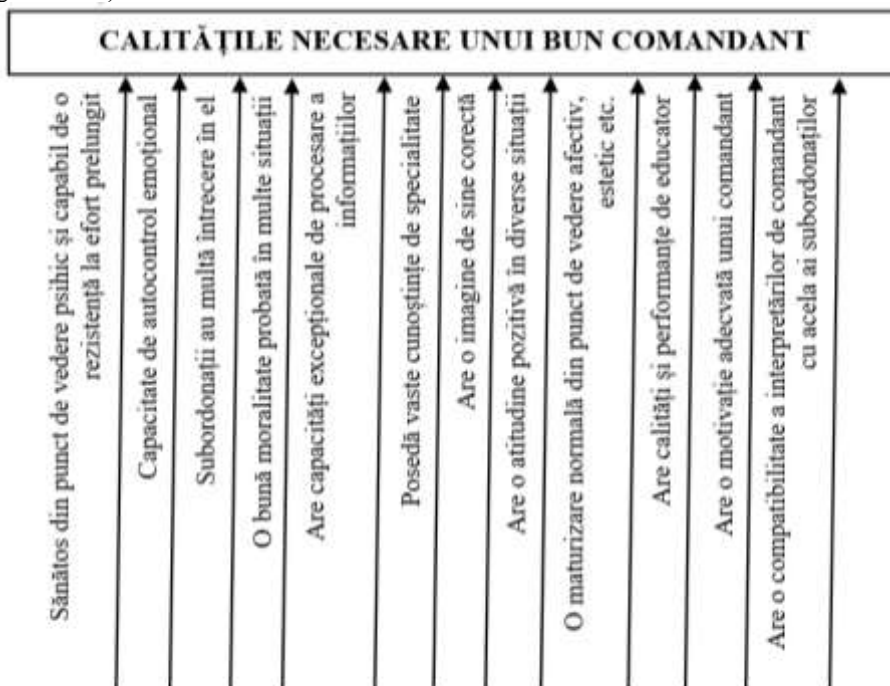 CALITĂȚILE NECESARE UNUI BUN COMANDANT
Sănătos din punct de vedere psihic și capabil de o
rezistență la efort prelungit
Capacitate de autocontrol emoțional
Subordonații au multă întrecere în el
O bună moralitate probată în multe situații
Are capacități excepționale de procesare a
informațiilor
Posedă vaste cunoștințe de specialitate
Are o imagine de sine corectă
Are o atitudine pozitivă în diverse situații
O maturizare normală din punct de vedere afectiv,
estetic etc.
Are calități și performanțe de educator
Are o motivație adecvată unui comandant
Are o compatibilitate a interpretărilor de comandant
cu acela ai subordonaților